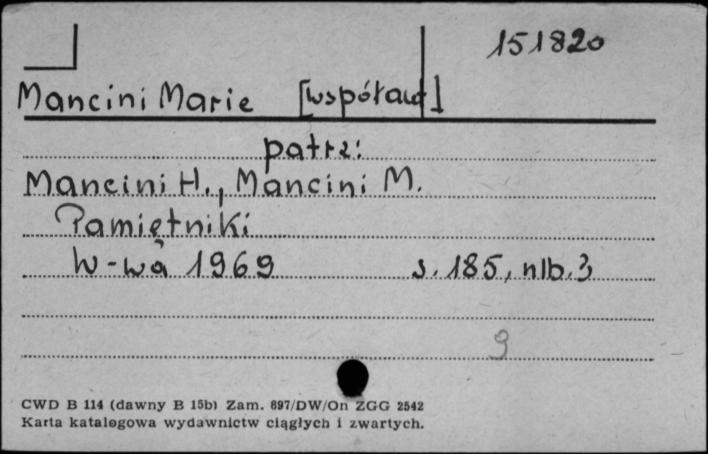 151820
Mancini Marie [współaut]
patrz:
Mancini H., Mancini M.
Pamiętniki
W-wa 1969 s. 185, nlb. 3
9
CWD B 114 (dawny B 15b) Zam. 897/DW/On ZGG 2542
Karta katalogowa wydawnictw ciągłych i zwartych.